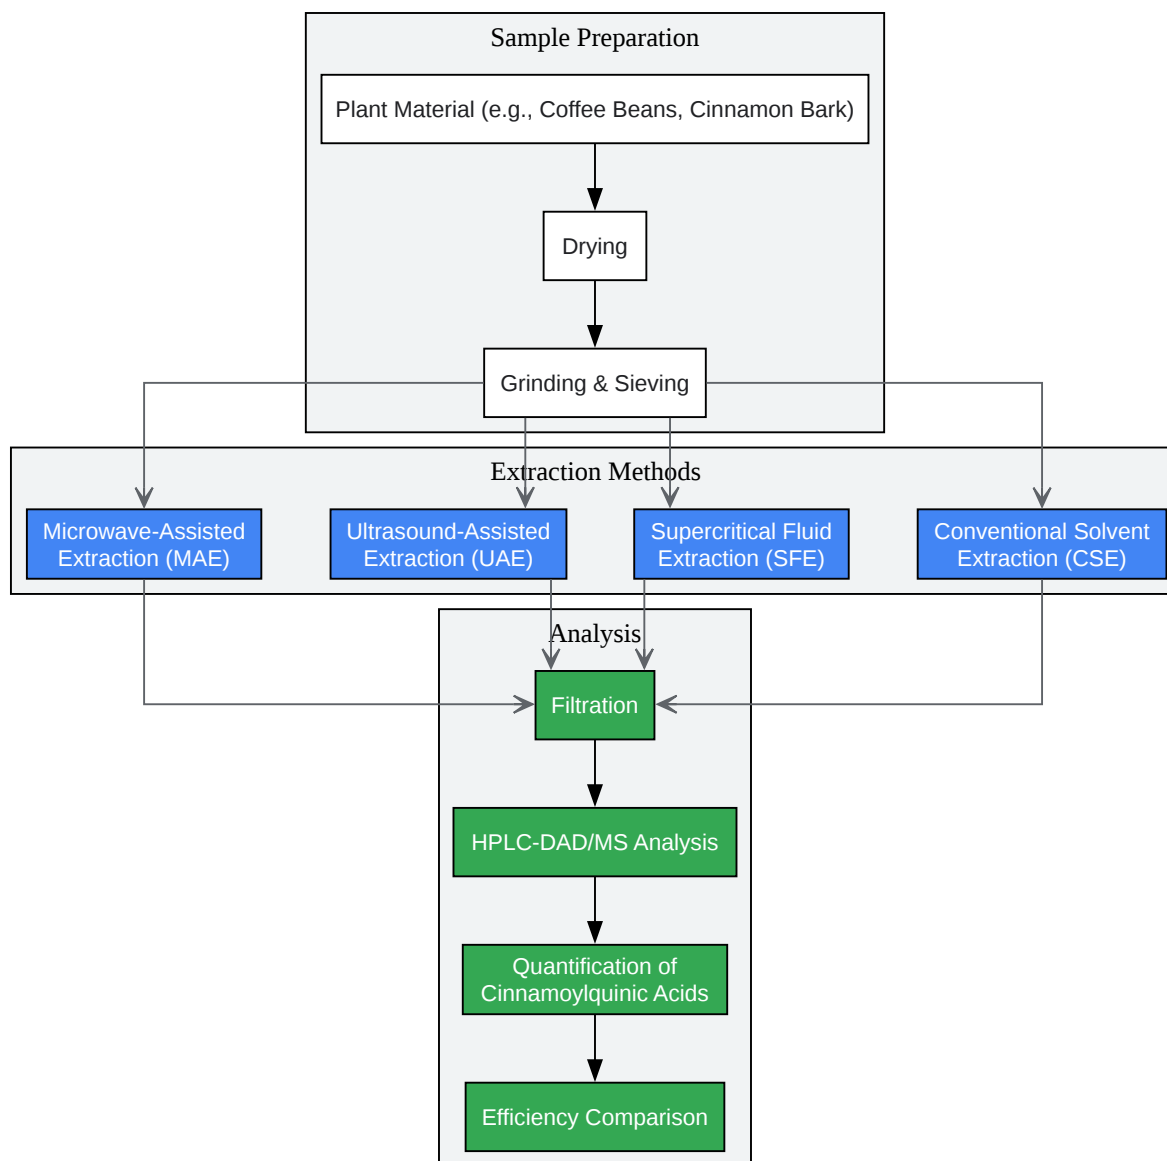 Sample Preparation
Plant Material (e.g., Coffee Beans, Cinnamon Bark)
Drying
Grinding & Sieving
Extraction Methods
Microwave-Assisted
Extraction (MAE)
Ultrasound-Assisted
Extraction (UAE)
Supercritical Fluid
Extraction (SFE)
Conventional Solvent
Extraction (CSE)
Analysis
Filtration
HPLC-DAD/MS Analysis
Quantification of
Cinnamoylquinic Acids
Efficiency Comparison